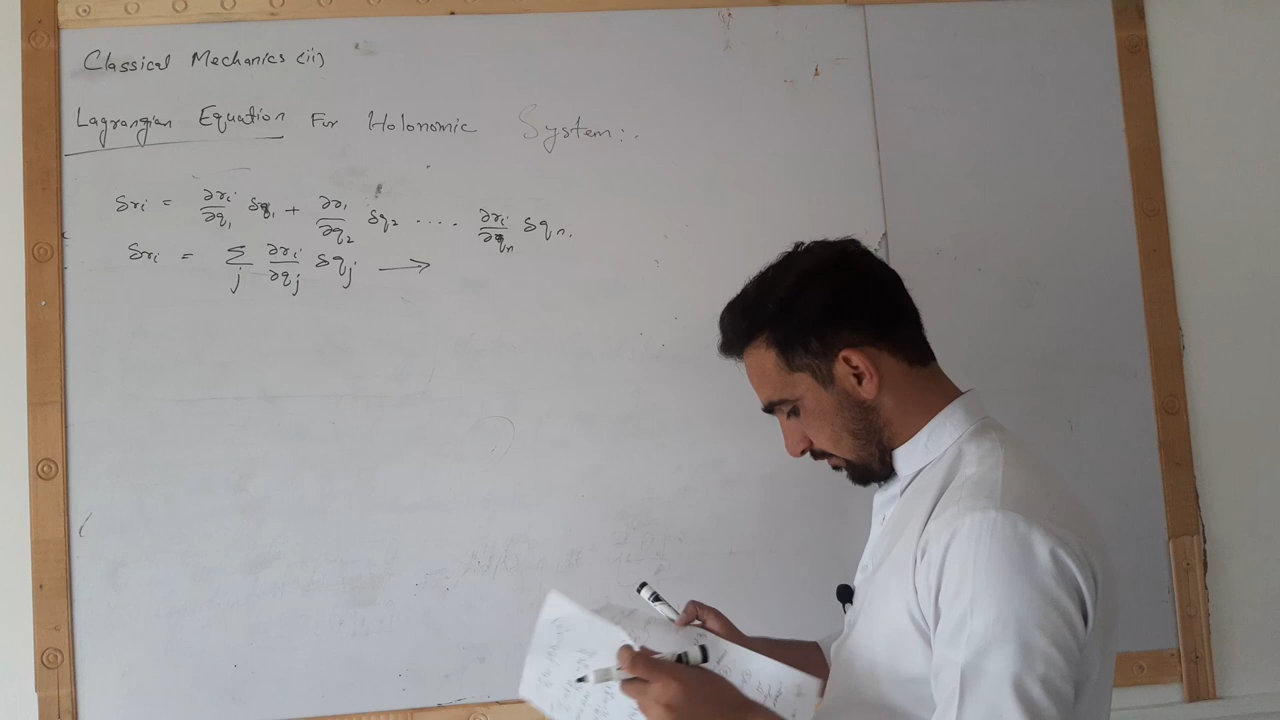 Classical Mechanics (ii)
Lagrangian Equation For Holonomic System:.
δri = ∂ri/∂q1 δq1 + ∂r1/∂q2 δq2 .... ∂ri/∂qn δqn.
δri = Σj ∂ri/∂qj δqj →